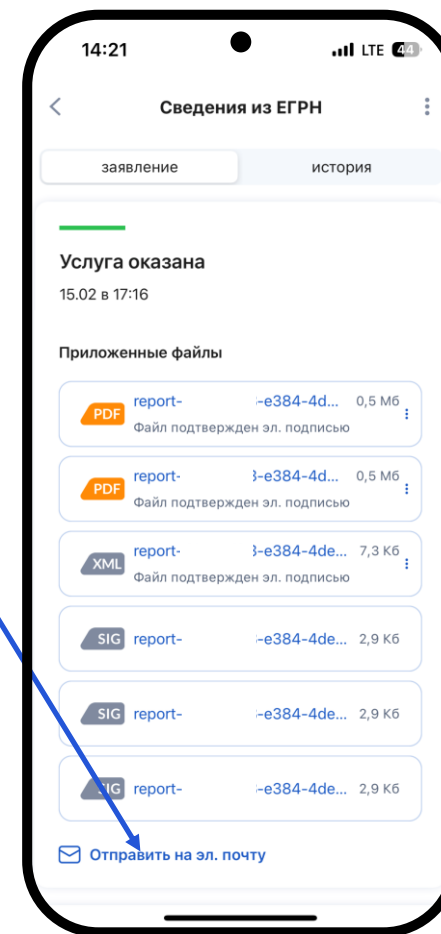 14:21 LTE 44
Сведения из ЕГРН
заявление история
Услуга оказана
15.02 в 17:16
Приложенные файлы
PDF report- -e384-4d... 0,5 Мб
Файл подтвержден эл. подписью
PDF report- 3-e384-4d... 0,5 Мб
Файл подтвержден эл. подписью
XML report- 3-e384-4de... 7,3 Кб
Файл подтвержден эл. подписью
SIG report- -e384-4de... 2,9 Кб
SIG report- -e384-4de... 2,9 Кб
SIG report- -e384-4de... 2,9 Кб
Отправить на эл. почту